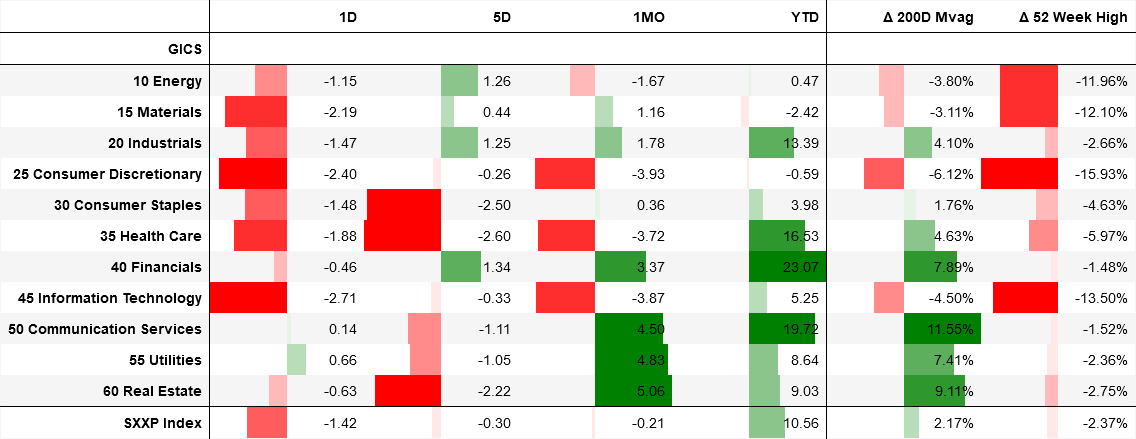 1D 5D 1MO YTD Δ 200D Mvag Δ 52 Week High
GICS
10 Energy -1.15 1.26 -1.67 0.47 -3.80% -11.96%
15 Materials -2.19 0.44 1.16 -2.42 -3.11% -12.10%
20 Industrials -1.47 1.25 1.78 13.39 4.10% -2.66%
25 Consumer Discretionary -2.40 -0.26 -3.93 -0.59 -6.12% -15.93%
30 Consumer Staples -1.48 -2.50 0.36 3.98 1.76% -4.63%
35 Health Care -1.88 -2.60 -3.72 16.53 4.63% -5.97%
40 Financials -0.46 1.34 3.37 23.07 7.89% -1.48%
45 Information Technology -2.71 -0.33 -3.87 5.25 -4.50% -13.50%
50 Communication Services 0.14 -1.11 4.50 19.72 11.55% -1.52%
55 Utilities 0.66 -1.05 4.83 8.64 7.41% -2.36%
60 Real Estate -0.63 -2.22 5.06 9.03 9.11% -2.75%
SXXP Index -1.42 -0.30 -0.21 10.56 2.17% -2.37%